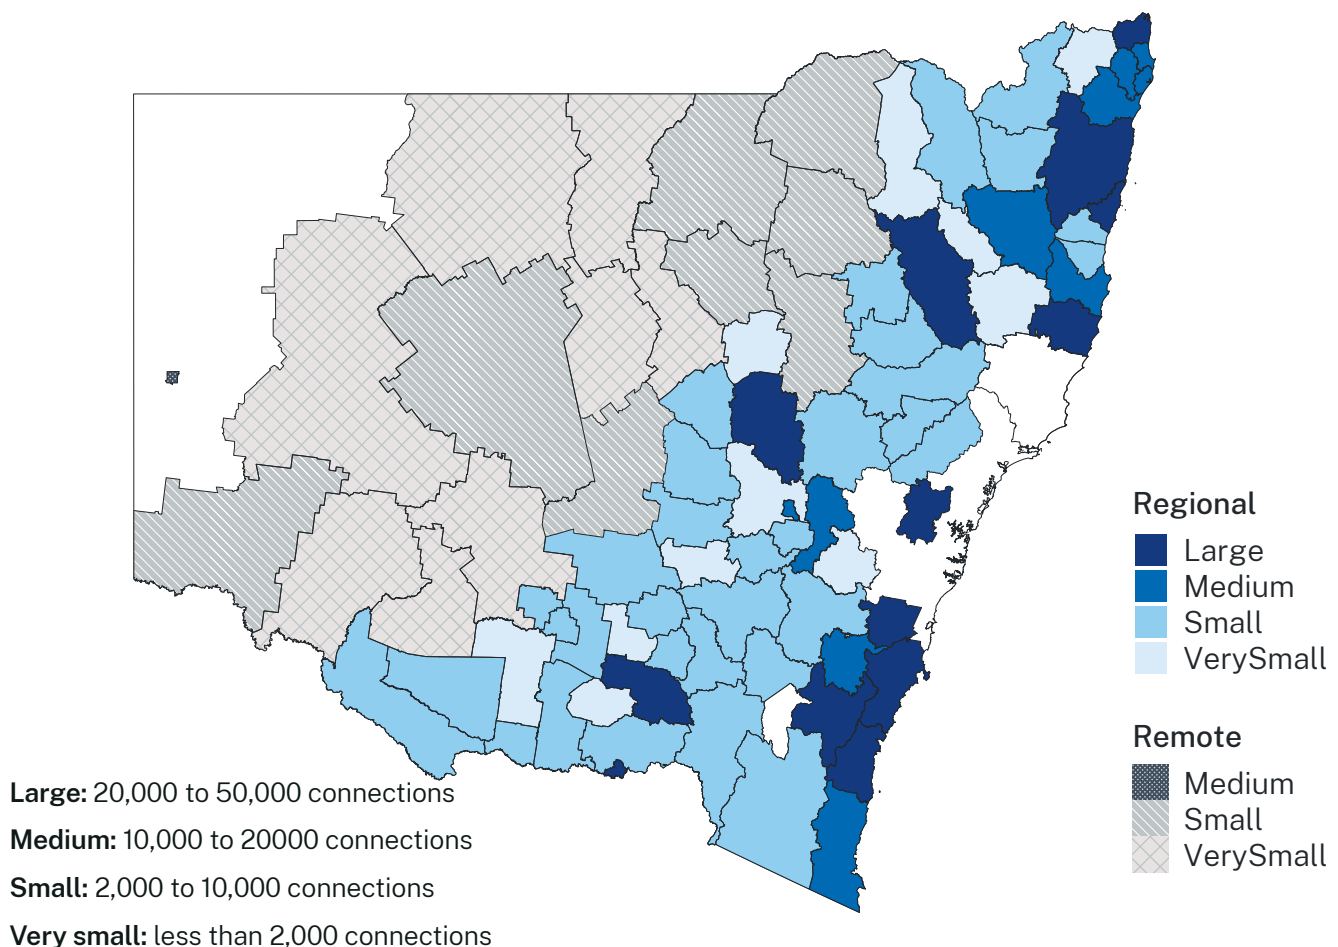 Regional
Large
Medium
Small
VerySmall
Remote
Medium
Small
VerySmall
Large: 20,000 to 50,000 connections
Medium: 10,000 to 20000 connections
Small: 2,000 to 10,000 connections
Very small: less than 2,000 connections